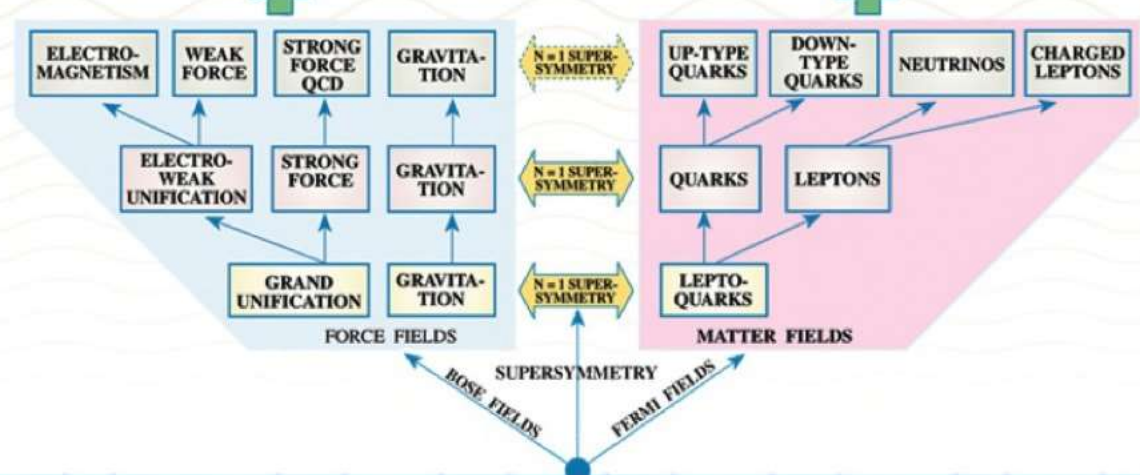 ELECTRO-
MAGNETISM
WEAK
FORCE
STRONG
FORCE
QCD
GRAVITA-
TION
N = 1 SUPER-
SYMMETRY
UP-TYPE
QUARKS
DOWN-
TYPE
QUARKS
NEUTRINOS
CHARGED
LEPTONS
ELECTRO-
WEAK
UNIFICATION
STRONG
FORCE
GRAVITA-
TION
N = 1 SUPER-
SYMMETRY
QUARKS
LEPTONS
GRAND
UNIFICATION
GRAVITA-
TION
N = 1 SUPER-
SYMMETRY
LEPTO-
QUARKS
FORCE FIELDS
MATTER FIELDS
SUPERSYMMETRY
BOSE FIELDS
FERMI FIELDS